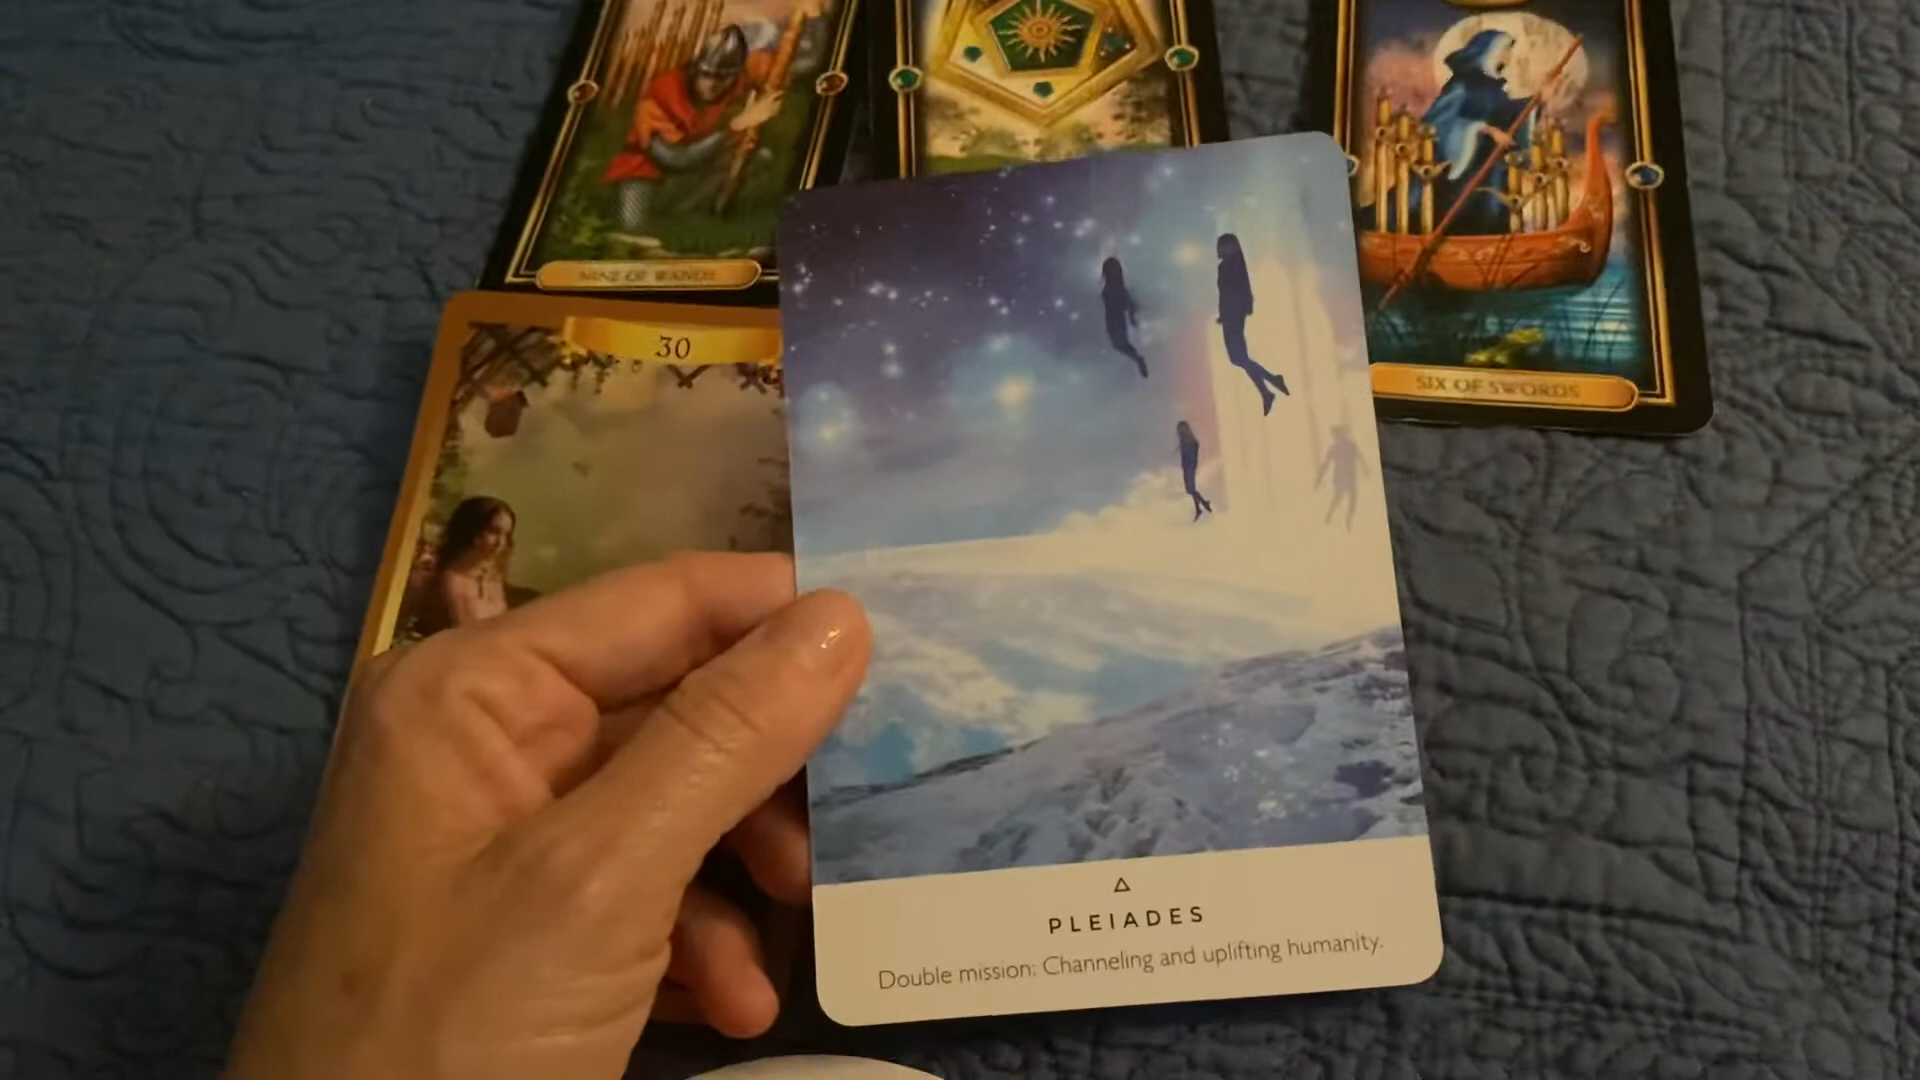 NINE OF WANDS
SIX OF SWORDS
30
PLEIADES
Double mission: Channeling and uplifting humanity.